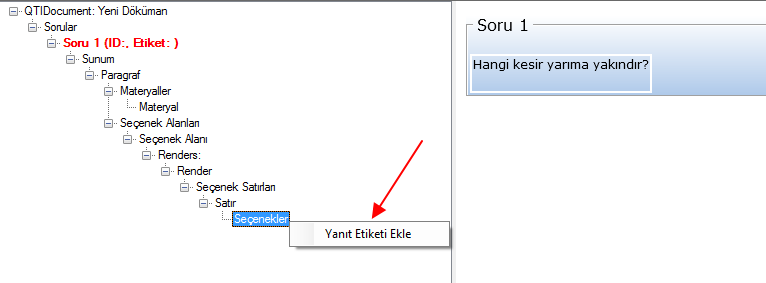 QTIDocument: Yeni Döküman
Sorular
Soru 1 (ID:, Etiket: )
Sunum
Paragraf
Materyaller
Materyal
Seçenek Alanları
Seçenek Alanı
Renders:
Render
Seçenek Satırları
Satır
Seçenekler
Yanıt Etiketi Ekle
Soru 1
Hangi kesir yarıma yakındır?